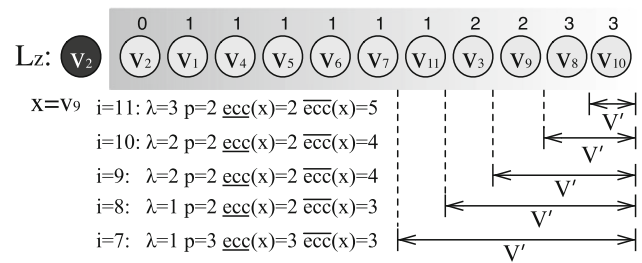 0 1 1 1 1 1 1 2 2 3 3
Lz: V2 V2 V1 V4 V5 V6 V7 V11 V3 V9 V8 V10
x=v9 i=11: λ=3 p=2 ecc(x)=2 ecc(x)=5 V′
i=10: λ=2 p=2 ecc(x)=2 ecc(x)=4 V′
i=9: λ=2 p=2 ecc(x)=2 ecc(x)=4 V′
i=8: λ=1 p=2 ecc(x)=2 ecc(x)=3 V′
i=7: λ=1 p=3 ecc(x)=3 ecc(x)=3 V′